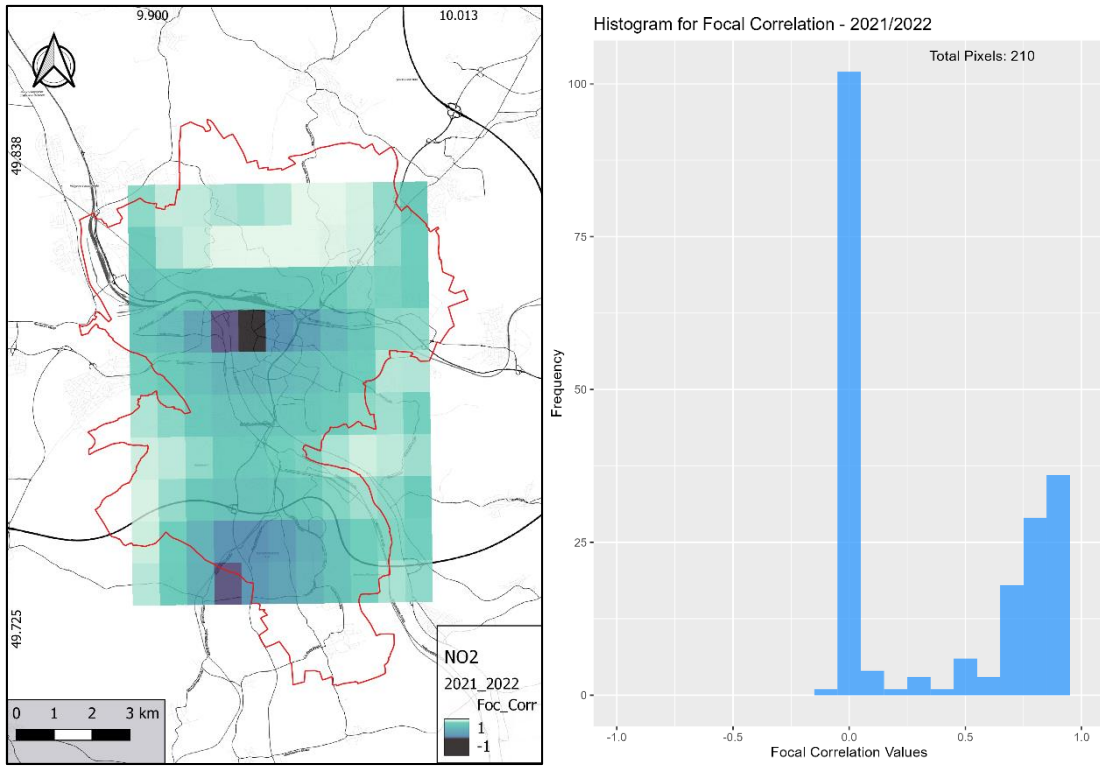 9.900
10.013
49.838
49.725
0 1 2 3 km
NO2
2021_2022
Foc_Corr
1
-1
Histogram for Focal Correlation - 2021/2022
Total Pixels: 210
Frequency
100
75
50
25
0
-1.0
-0.5
0.0
0.5
1.0
Focal Correlation Values